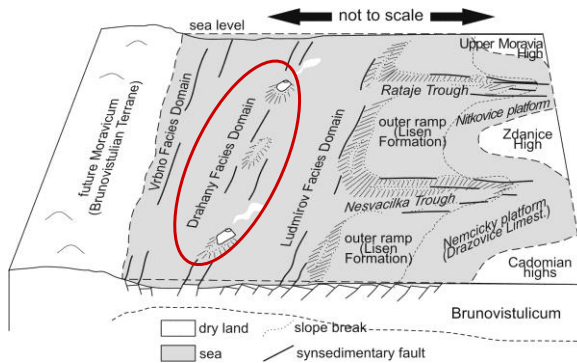 not to scale
sea level
Upper Moravia
High
Rataje Trough
Nitkovice platform
Zdanice
High
outer ramp
(Lisen
Formation)
future Moravicum
(Brunovistulian Terrane)
Vrbno Facies Domain
Drahany Facies Domain
Ludmirov Facies Domain
Nesvacilka Trough
Nemcicky platform
(Drazovice Limest.)
outer ramp
(Lisen
Formation)
Cadomian
highs
Brunovistulicum
dry land
slope break
sea
synsedimentary fault